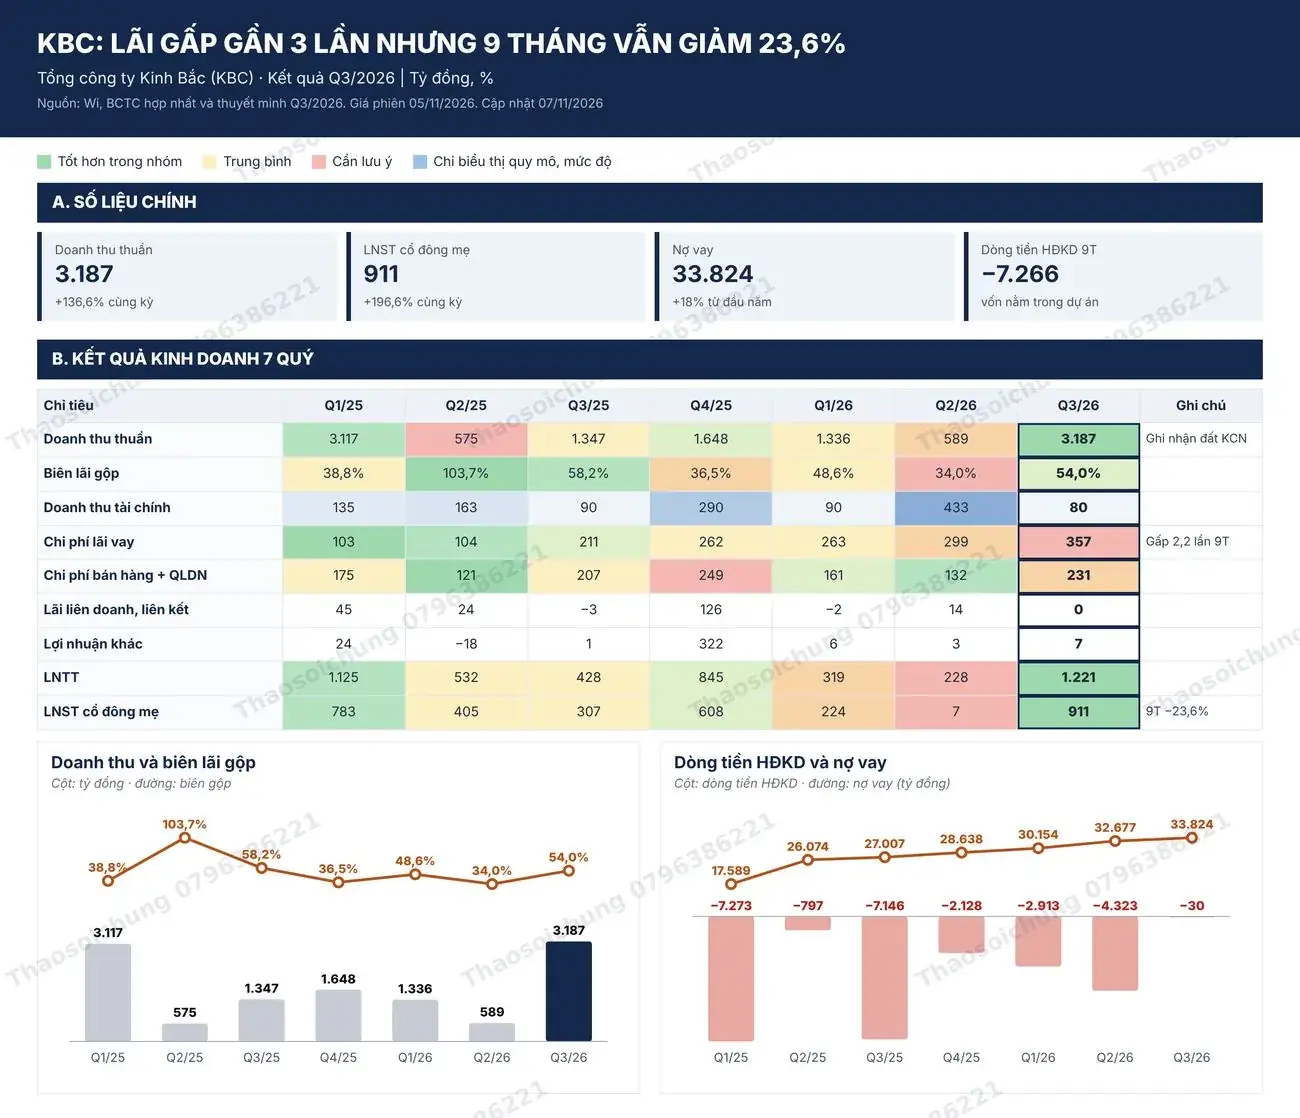 KBC: LÃI GẤP GẦN 3 LẦN NHƯNG 9 THÁNG VẪN GIẢM 23,6%
Tổng công ty Kinh Bắc (KBC) · Kết quả Q3/2026 | Tỷ đồng, %
Nguồn: Wi, BCTC hợp nhất và thuyết minh Q3/2026. Giá phiên 05/11/2026. Cập nhật 07/11/2026
Tốt hơn trong nhóm Trung bình Cần lưu ý Chỉ biểu thị quy mô, mức độ
A. SỐ LIỆU CHÍNH
Doanh thu thuần
3.187
+136,6% cùng kỳ
LNST cổ đông mẹ
911
+196,6% cùng kỳ
Nợ vay
33.824
+18% từ đầu năm
Dòng tiền HĐKD 9T
−7.266
vốn nằm trong dự án
B. KẾT QUẢ KINH DOANH 7 QUÝ
Chỉ tiêu Q1/25 Q2/25 Q3/25 Q4/25 Q1/26 Q2/26 Q3/26 Ghi chú
Doanh thu thuần 3.117 575 1.347 1.648 1.336 589 3.187 Ghi nhận đất KCN
Biên lãi gộp 38,8% 103,7% 58,2% 36,5% 48,6% 34,0% 54,0%
Doanh thu tài chính 135 163 90 290 90 433 80
Chi phí lãi vay 103 104 211 262 263 299 357 Gấp 2,2 lần 9T
Chi phí bán hàng + QLDN 175 121 207 249 161 132 231
Lãi liên doanh, liên kết 45 24 −3 126 −2 14 0
Lợi nhuận khác 24 −18 1 322 6 3 7
LNTT 1.125 532 428 845 319 228 1.221
LNST cổ đông mẹ 783 405 307 608 224 7 911 9T −23,6%
Doanh thu và biên lãi gộp
Cột: tỷ đồng · đường: biên gộp
38,8% 103,7% 58,2% 36,5% 48,6% 34,0% 54,0%
3.117 575 1.347 1.648 1.336 589 3.187
Q1/25 Q2/25 Q3/25 Q4/25 Q1/26 Q2/26 Q3/26
Dòng tiền HĐKD và nợ vay
Cột: dòng tiền HĐKD · đường: nợ vay (tỷ đồng)
17.589 26.074 27.007 28.638 30.154 32.677 33.824
−7.273 −797 −7.146 −2.128 −2.913 −4.323 −30
Q1/25 Q2/25 Q3/25 Q4/25 Q1/26 Q2/26 Q3/26
Thaosoichung 0796386221